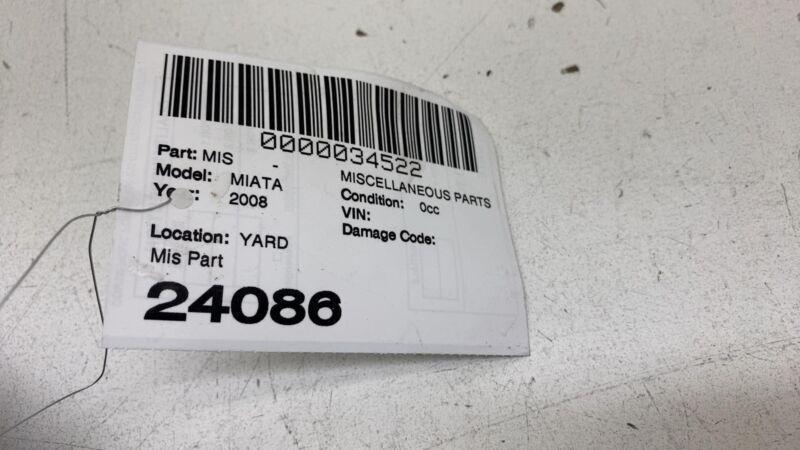 0000034522
Part: MIS - MISCELLANEOUS PARTS
Model: MIATA Condition: 0cc
Year: 2008 VIN:
Damage Code:
Location: YARD
Mis Part
24086